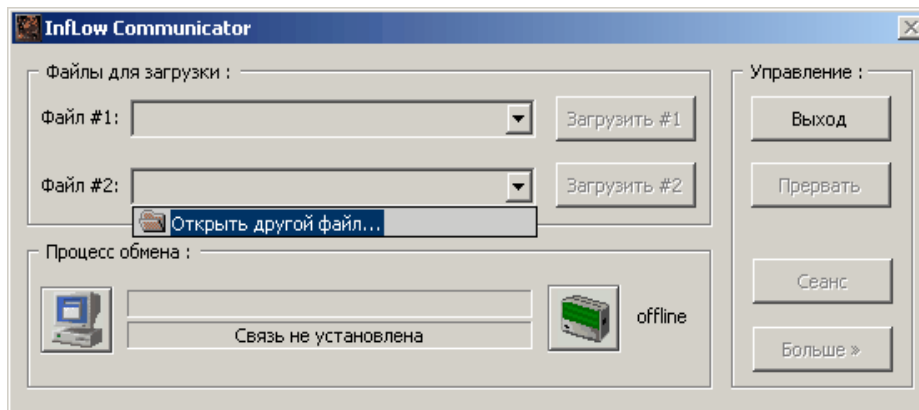 InfLow Communicator
Файлы для загрузки :
Файл #1:
Загрузить #1
Файл #2:
Загрузить #2
Открыть другой файл...
Процесс обмена :
Связь не установлена
offline
Управление :
Выход
Прервать
Сеанс
Больше »